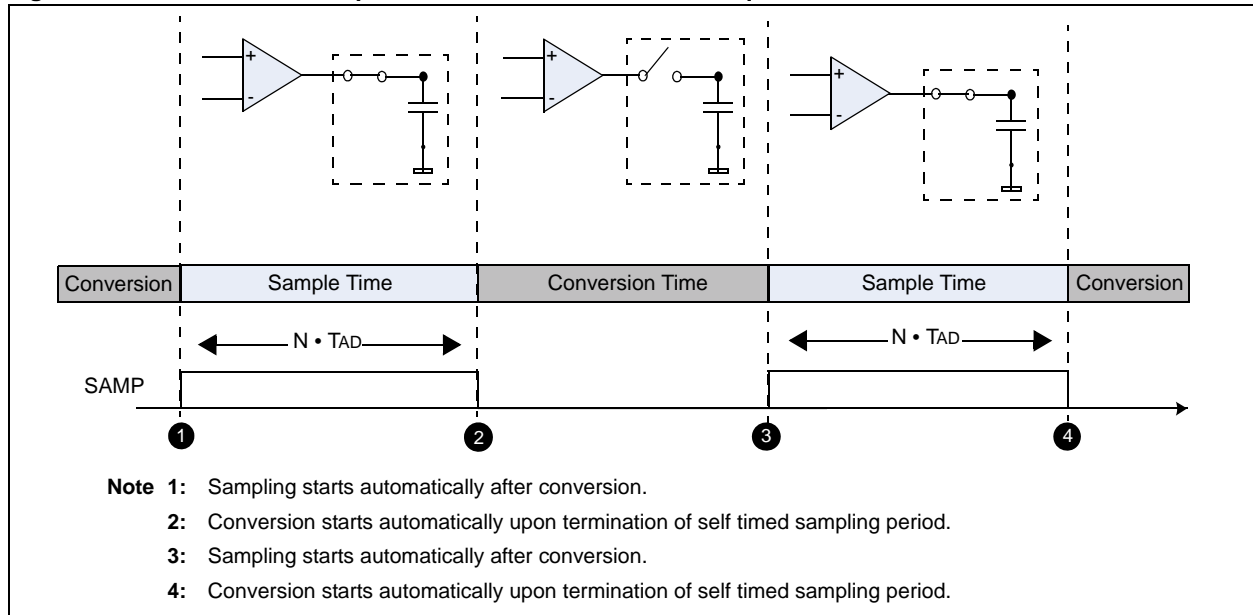 +
-
+
-
+
-
Conversion Sample Time Conversion Time Sample Time Conversion
N • TAD N • TAD
SAMP
1 2 3 4
Note 1: Sampling starts automatically after conversion.
2: Conversion starts automatically upon termination of self timed sampling period.
3: Sampling starts automatically after conversion.
4: Conversion starts automatically upon termination of self timed sampling period.